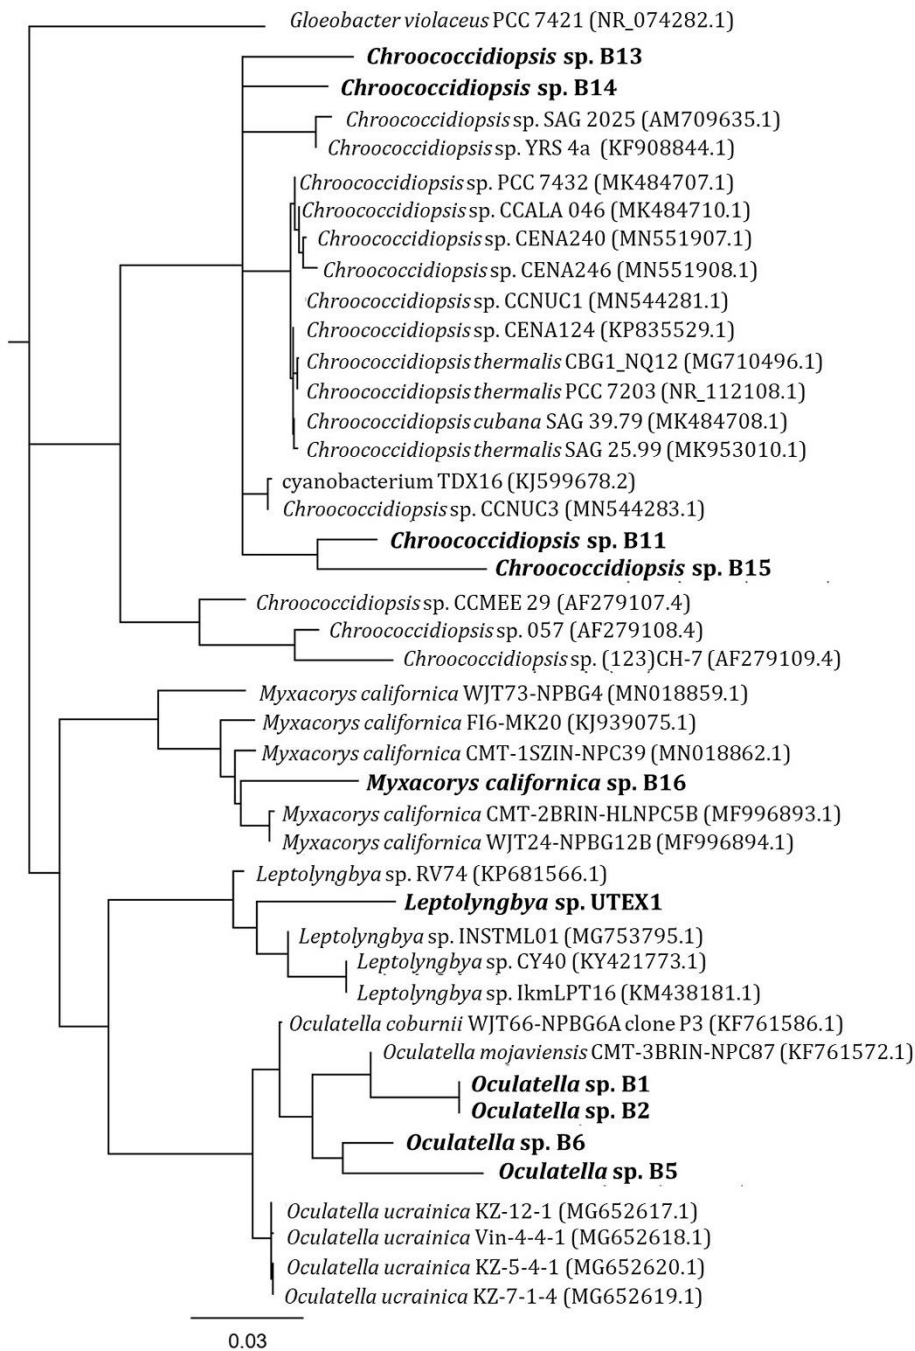 Gloeobacter violaceus PCC 7421 (NR_074282.1)
Chroococcidiopsis sp. B13
Chroococcidiopsis sp. B14
Chroococcidiopsis sp. SAG 2025 (AM709635.1)
Chroococcidiopsis sp. YRS 4a (KF908844.1)
Chroococcidiopsis sp. PCC 7432 (MK484707.1)
Chroococcidiopsis sp. CCALA 046 (MK484710.1)
Chroococcidiopsis sp. CENA240 (MN551907.1)
Chroococcidiopsis sp. CENA246 (MN551908.1)
Chroococcidiopsis sp. CCNUC1 (MN544281.1)
Chroococcidiopsis sp. CENA124 (KP835529.1)
Chroococcidiopsis thermalis CBG1_NQ12 (MG710496.1)
Chroococcidiopsis thermalis PCC 7203 (NR_112108.1)
Chroococcidiopsis cubana SAG 39.79 (MK484708.1)
Chroococcidiopsis thermalis SAG 25.99 (MK953010.1)
cyanobacterium TDX16 (KJ599678.2)
Chroococcidiopsis sp. CCNUC3 (MN544283.1)
Chroococcidiopsis sp. B11
Chroococcidiopsis sp. B15
Chroococcidiopsis sp. CCMEE 29 (AF279107.4)
Chroococcidiopsis sp. 057 (AF279108.4)
Chroococcidiopsis sp. (123)CH-7 (AF279109.4)
Myxacorys californica WJT73-NPBG4 (MN018859.1)
Myxacorys californica FI6-MK20 (KJ939075.1)
Myxacorys californica CMT-1SZIN-NPC39 (MN018862.1)
Myxacorys californica sp. B16
Myxacorys californica CMT-2BRIN-HLNPC5B (MF996893.1)
Myxacorys californica WJT24-NPBG12B (MF996894.1)
Leptolyngbya sp. RV74 (KP681566.1)
Leptolyngbya sp. UTEX1
Leptolyngbya sp. INSTML01 (MG753795.1)
Leptolyngbya sp. CY40 (KY421773.1)
Leptolyngbya sp. IkmLPT16 (KM438181.1)
Oculatella coburnii WJT66-NPBG6A clone P3 (KF761586.1)
Oculatella mojaviensis CMT-3BRIN-NPC87 (KF761572.1)
Oculatella sp. B1
Oculatella sp. B2
Oculatella sp. B6
Oculatella sp. B5
Oculatella ucrainica KZ-12-1 (MG652617.1)
Oculatella ucrainica Vin-4-4-1 (MG652618.1)
Oculatella ucrainica KZ-5-4-1 (MG652620.1)
Oculatella ucrainica KZ-7-1-4 (MG652619.1)
0.03